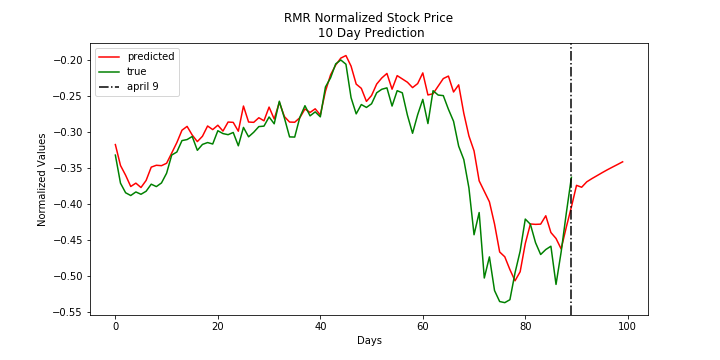 RMR Normalized Stock Price
10 Day Prediction
predicted
true
april 9
Normalized Values
−0.20
−0.25
−0.30
−0.35
−0.40
−0.45
−0.50
−0.55
0
20
40
60
80
100
Days